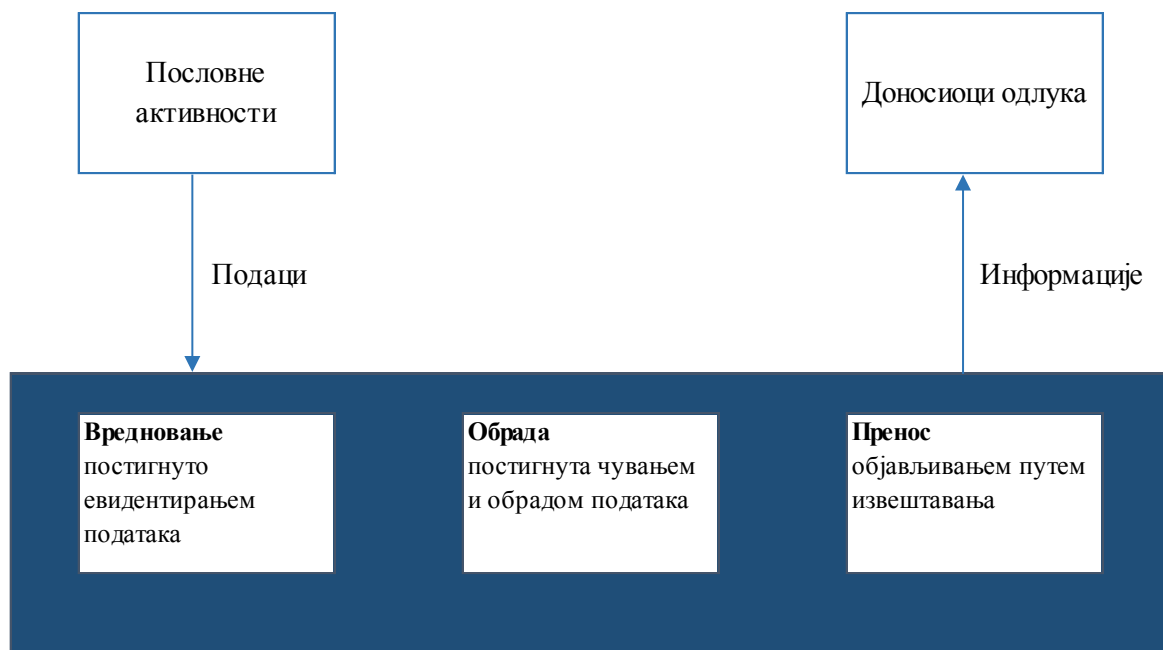 Пословне
активности
Доносиоци одлука
Подаци
Информације
Вредновање
постигнуто
евидентирањем
података
Обрада
постигнута чувањем
и обрадом података
Пренос
објављивањем путем
извештавања